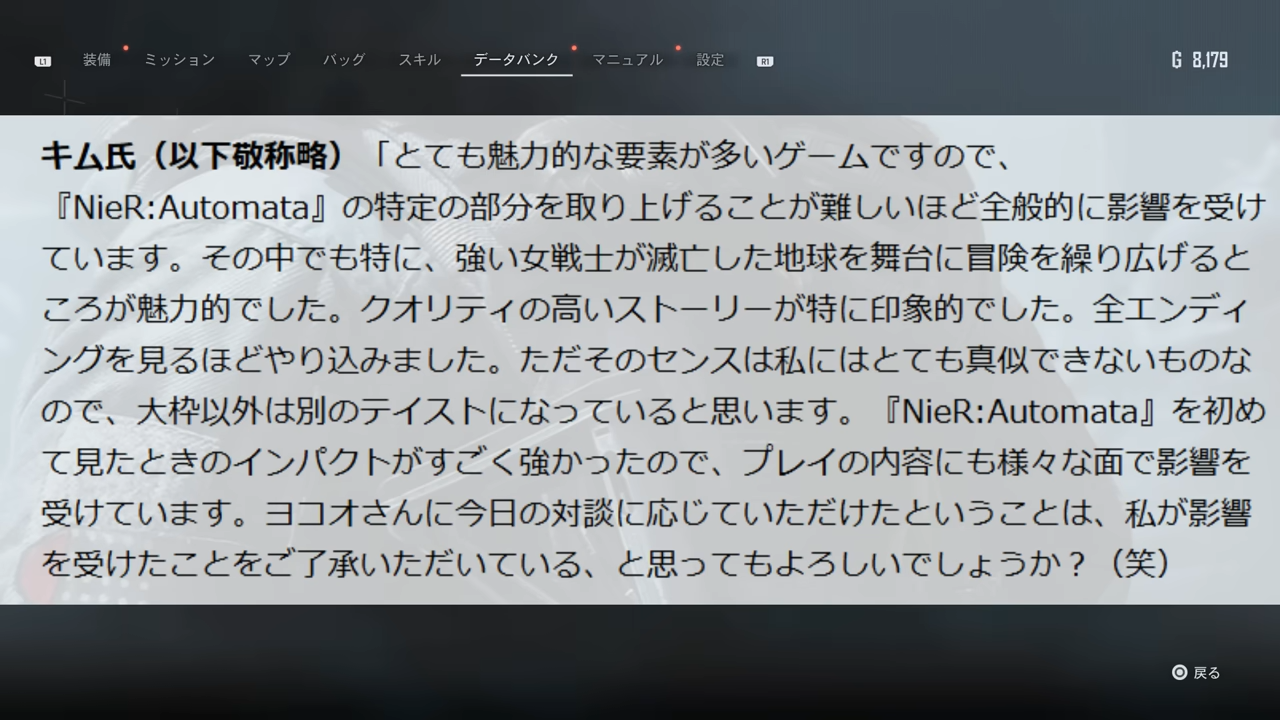 L1 装備 ミッション マップ バッグ スキル データバンク マニュアル 設定 R1 G 8,179
キム氏（以下敬称略）「とても魅力的な要素が多いゲームですので、
『NieR:Automata』の特定の部分を取り上げることが難しいほど全般的に影響を受け
ています。その中でも特に、強い女戦士が滅亡した地球を舞台に冒険を繰り広げると
ころが魅力的でした。クオリティの高いストーリーが特に印象的でした。全エンディ
ングを見るほどやり込みました。ただそのセンスは私にはとても真似できないものな
ので、大枠以外は別のテイストになっていると思います。『NieR:Automata』を初め
て見たときのインパクトがすごく強かったので、プレイの内容にも様々な面で影響を
受けています。ヨコオさんに今日の対談に応じていただけたということは、私が影響
を受けたことをご了承いただいている、と思ってもよろしいでしょうか？（笑）
戻る